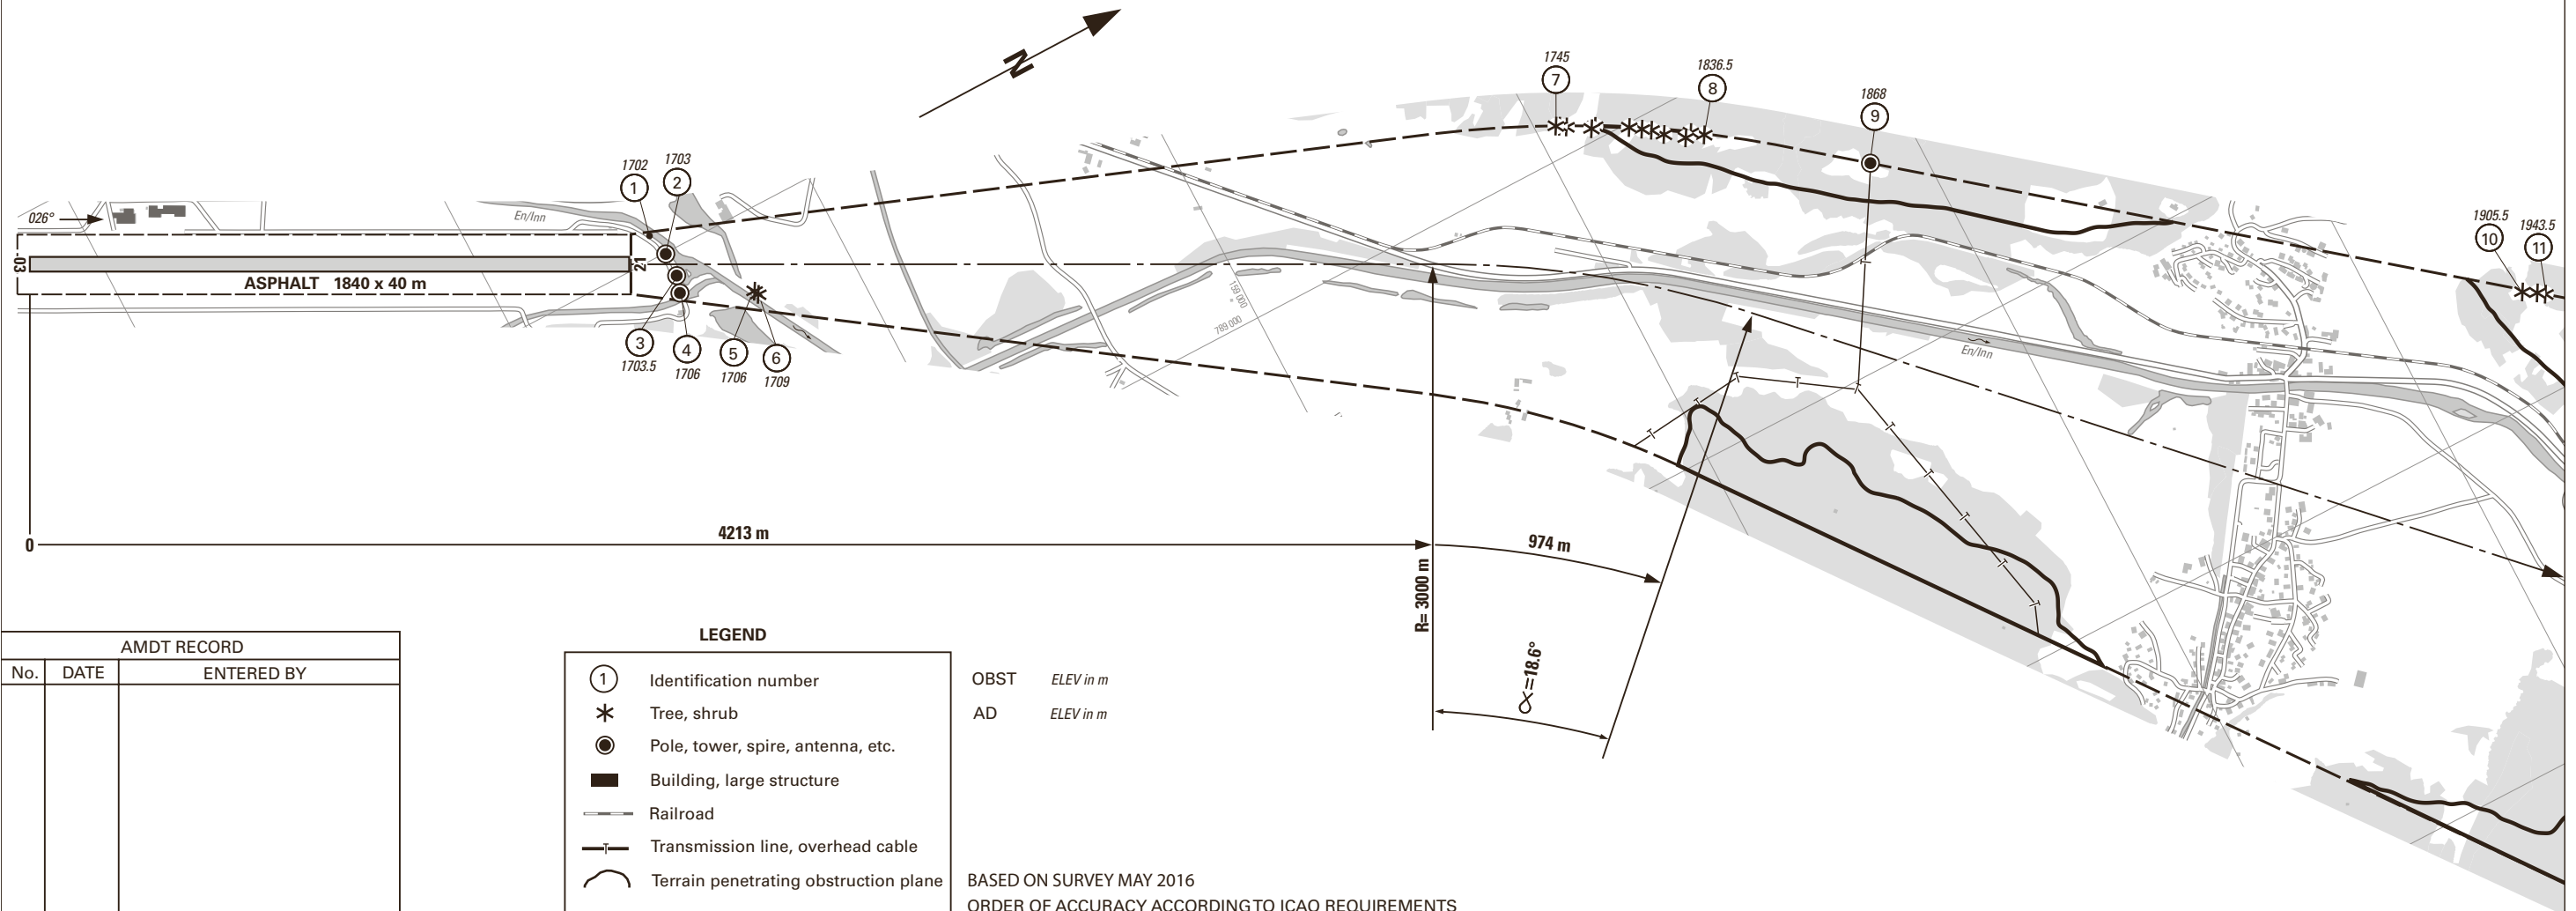 N
1745
7
1836.5
8
1868
9
1702
1703
1
2
026°
En/Inn
03
21
ASPHALT 1840 x 40 m
3
1703.5
4
1706
5
1706
6
1709
159 000
789 000
En/Inn
1905.5
1943.5
10
11
0
4213 m
974 m
R= 3000 m
∝=18.6°
AMDT RECORD
No. DATE ENTERED BY
LEGEND
1 Identification number
Tree, shrub
Pole, tower, spire, antenna, etc.
Building, large structure
Railroad
T Transmission line, overhead cable
Terrain penetrating obstruction plane
OBST ELEV in m
AD ELEV in m
BASED ON SURVEY MAY 2016
ORDER OF ACCURACY ACCORDING TO ICAO REQUIREMENTS